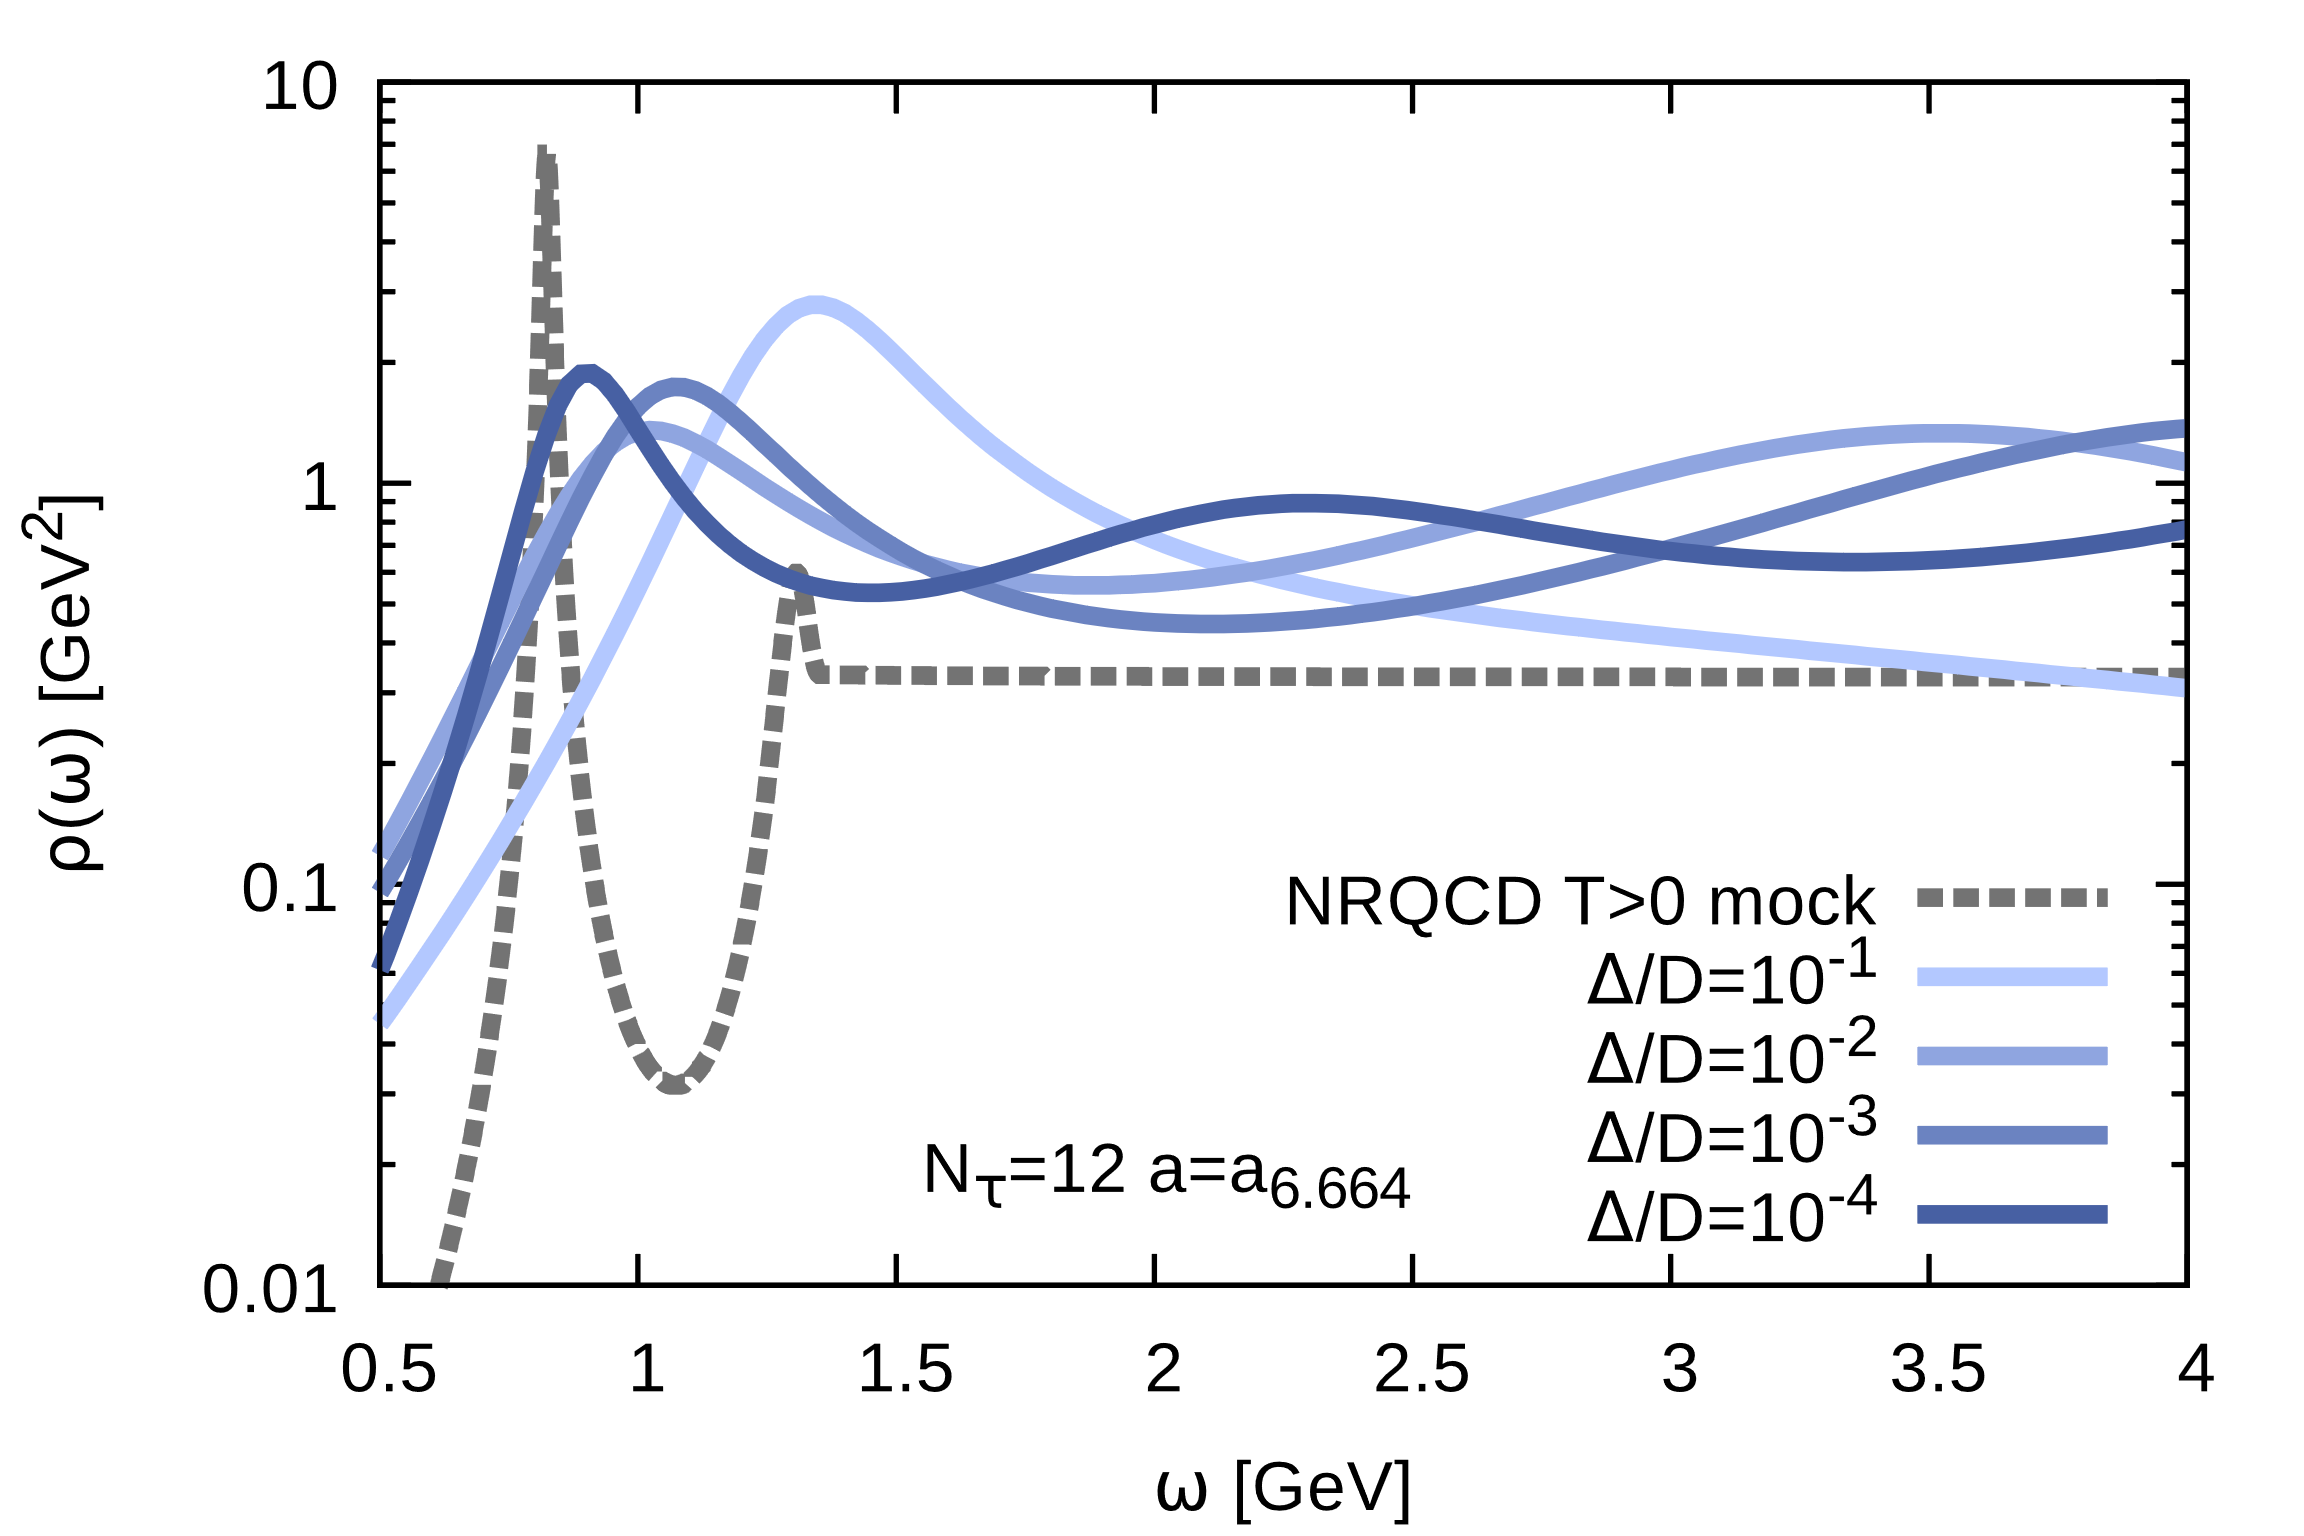 10
1
0.1
0.01
ρ(ω) [GeV²]
NRQCD T>0 mock
Δ/D=10⁻¹
Δ/D=10⁻²
Δ/D=10⁻³
Δ/D=10⁻⁴
N_τ=12 a=a_6.664
0.5 1 1.5 2 2.5 3 3.5 4
ω [GeV]